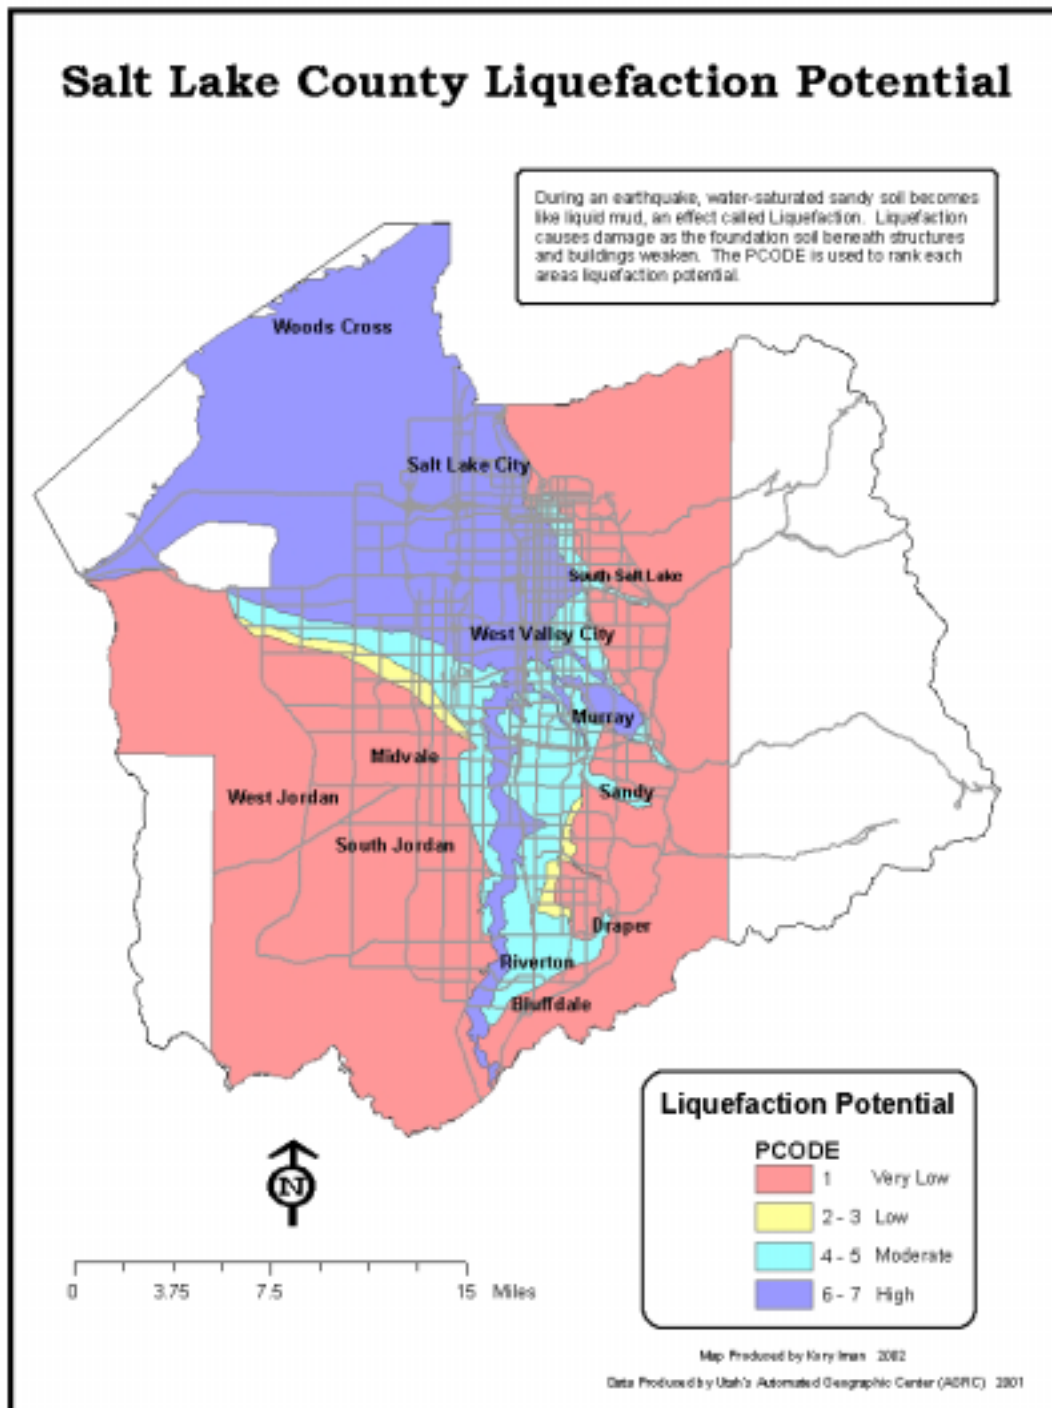 Salt Lake County Liquefaction Potential
During an earthquake, water-saturated sandy soil becomes
like liquid mud, an effect called Liquefaction. Liquefaction
causes damage as the foundation soil beneath structures
and buildings weaken. The PCODE is used to rank each
areas liquefaction potential.
Woods Cross
Salt Lake City
South Salt Lake
West Valley City
Murray
Midvale
Sandy
West Jordan
South Jordan
Draper
Riverton
Bluffdale
Liquefaction Potential
PCODE
1 Very Low
2 - 3 Low
4 - 5 Moderate
6 - 7 High
N
0 3.75 7.5 15 Miles
Map Produced by Kory Iman 2002
Data Produced by Utah's Automated Geographic Center (AGRC) 2001